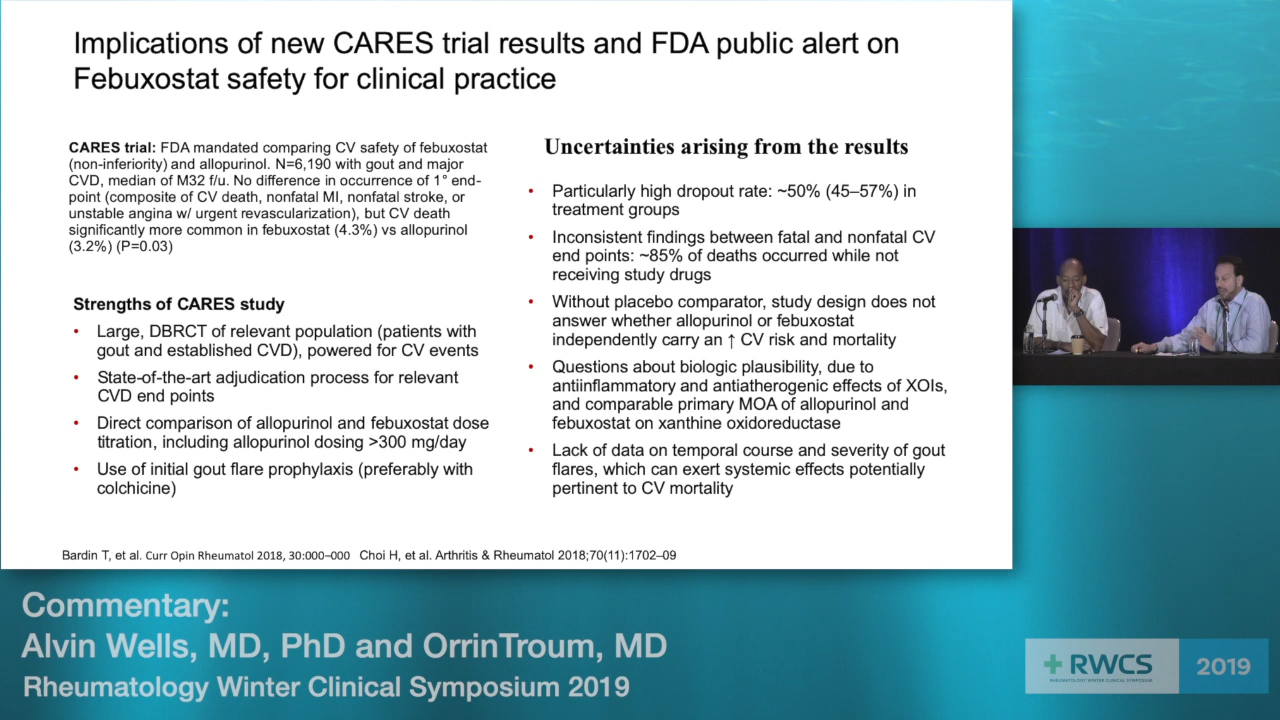 Implications of new CARES trial results and FDA public alert on
Febuxostat safety for clinical practice
CARES trial: FDA mandated comparing CV safety of febuxostat
(non-inferiority) and allopurinol. N=6,190 with gout and major
CVD, median of M32 f/u. No difference in occurrence of 1° end-
point (composite of CV death, nonfatal MI, nonfatal stroke, or
unstable angina w/ urgent revascularization), but CV death
significantly more common in febuxostat (4.3%) vs allopurinol
(3.2%) (P=0.03)
Strengths of CARES study
• Large, DBRCT of relevant population (patients with
gout and established CVD), powered for CV events
• State-of-the-art adjudication process for relevant
CVD end points
• Direct comparison of allopurinol and febuxostat dose
titration, including allopurinol dosing >300 mg/day
• Use of initial gout flare prophylaxis (preferably with
colchicine)
Uncertainties arising from the results
• Particularly high dropout rate: ~50% (45–57%) in
treatment groups
• Inconsistent findings between fatal and nonfatal CV
end points: ~85% of deaths occurred while not
receiving study drugs
• Without placebo comparator, study design does not
answer whether allopurinol or febuxostat
independently carry an ↑ CV risk and mortality
• Questions about biologic plausibility, due to
antiinflammatory and antiatherogenic effects of XOIs,
and comparable primary MOA of allopurinol and
febuxostat on xanthine oxidoreductase
• Lack of data on temporal course and severity of gout
flares, which can exert systemic effects potentially
pertinent to CV mortality
Bardin T, et al. Curr Opin Rheumatol 2018, 30:000–000 Choi H, et al. Arthritis & Rheumatol 2018;70(11):1702–09
Commentary:
Alvin Wells, MD, PhD and OrrinTroum, MD
Rheumatology Winter Clinical Symposium 2019
RWCS
RHEUMATOLOGY WINTER CLINICAL SYMPOSIUM
2019